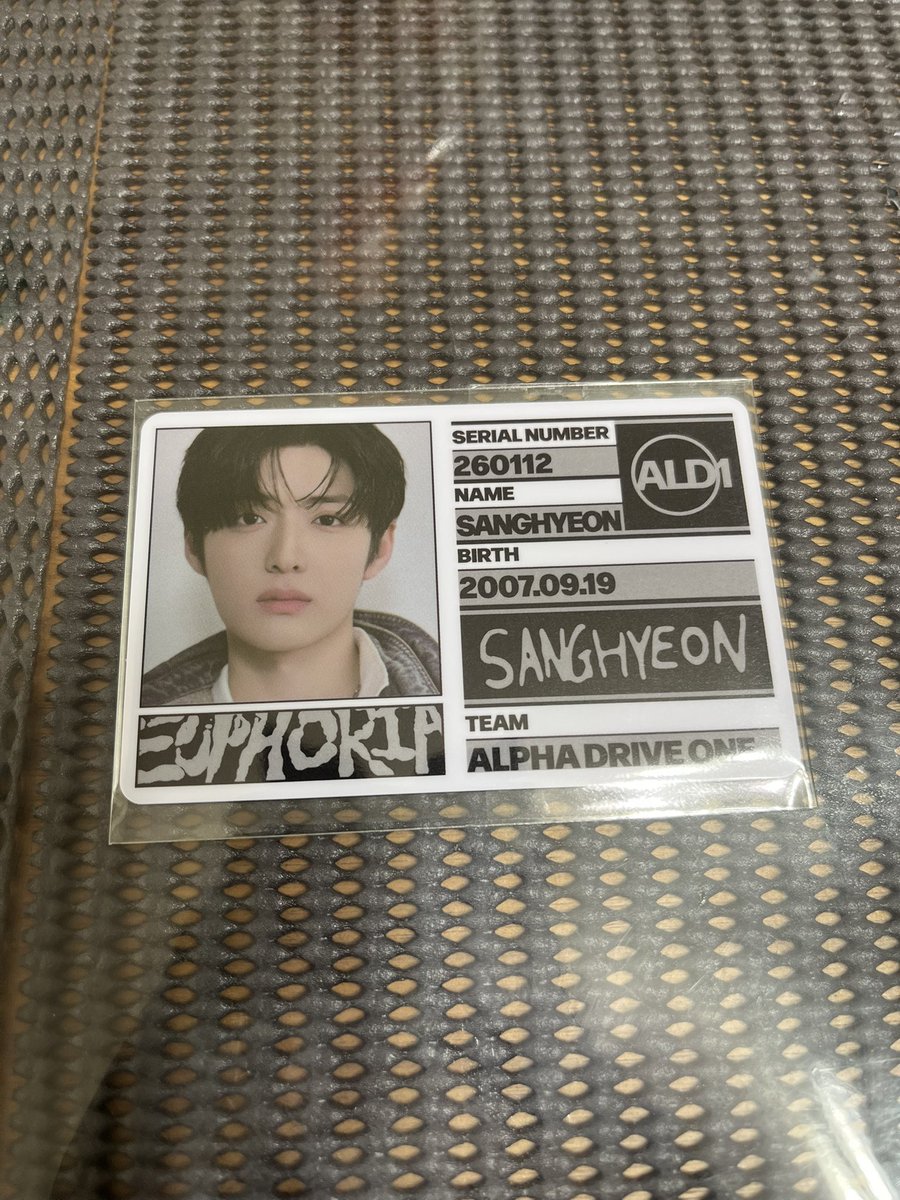 SERIAL NUMBER
260112
NAME
SANGHYEON
ALD1
BIRTH
2007.09.19
SANGHYEON
TEAM
ALPHA DRIVE ONE
EUPHORIA